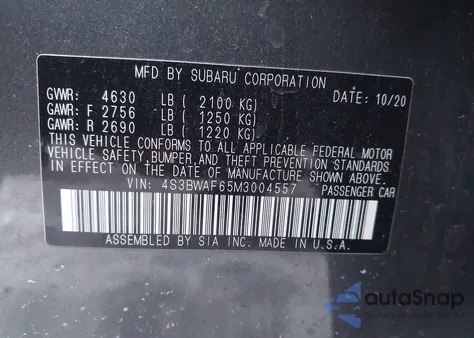 MFD BY SUBARU CORPORATION
GVWR: 4630 LB ( 2100 KG) DATE: 10/20
GAWR: F 2756 LB ( 1250 KG)
GAWR: R 2690 LB ( 1220 KG)
THIS VEHICLE CONFORMS TO ALL APPLICABLE FEDERAL MOTOR
VEHICLE SAFETY, BUMPER, AND THEFT PREVENTION STANDARDS
IN EFFECT ON THE DATE OF MANUFACTURE SHOWN ABOVE.
VIN: 4S3BWAF65M3004557 PASSENGER CAR
ASSEMBLED BY SIA INC. MADE IN U.S.A.
autoSnap